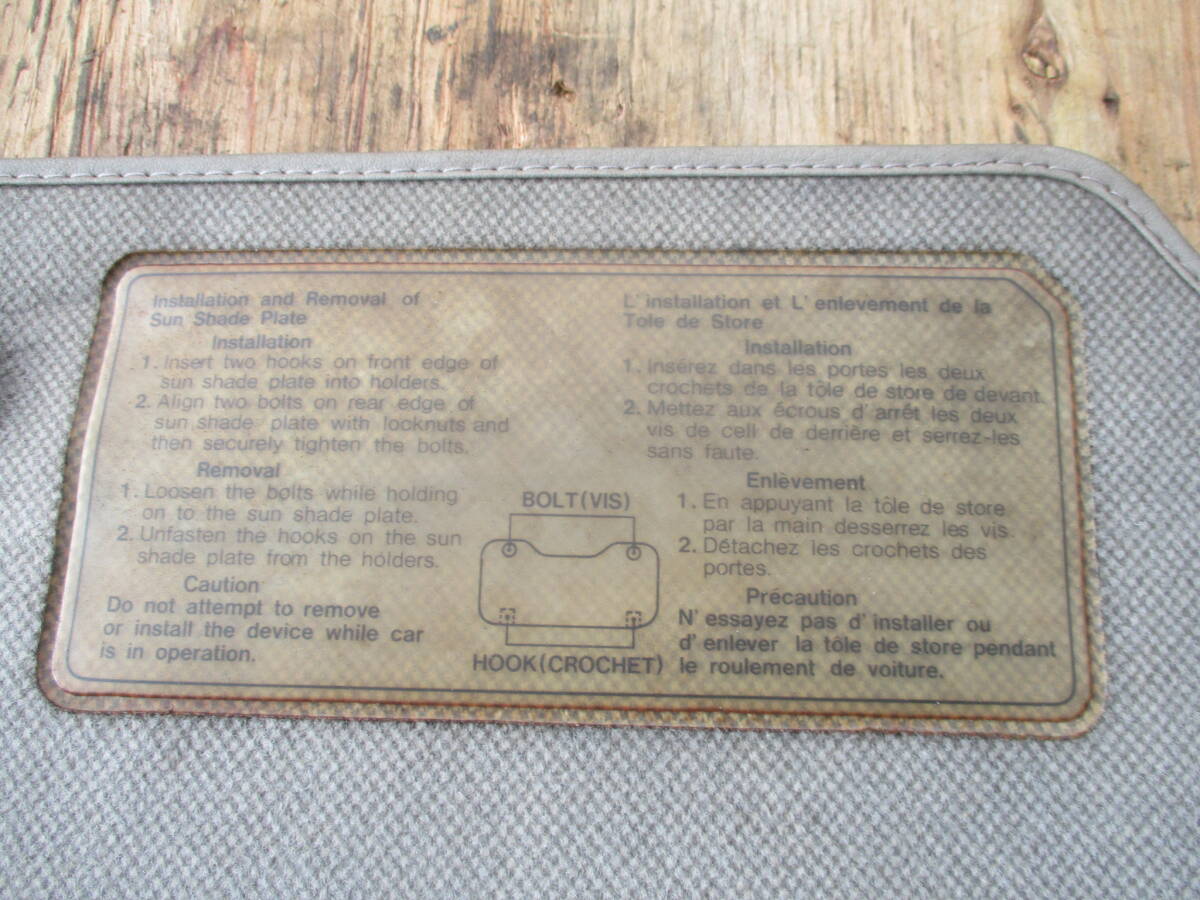 Installation and Removal of
Sun Shade Plate
Installation
1. Insert two hooks on front edge of
sun shade plate into holders.
2. Align two bolts on rear edge of
sun shade plate with locknuts and
then securely tighten the bolts.
Removal
1. Loosen the bolts while holding
on to the sun shade plate.
2. Unfasten the hooks on the sun
shade plate from the holders.
Caution
Do not attempt to remove
or install the device while car
is in operation.
BOLT(VIS)
HOOK(CROCHET)
L'installation et L'enlevement de la
Tole de Store
Installation
1. Insérez dans les portes les deux
crochets de la tôle de store de devant.
2. Mettez aux écrous d'arrêt les deux
vis de cell de derrière et serrez-les
sans faute.
Enlèvement
1. En appuyant la tôle de store
par la main desserrez les vis.
2. Détachez les crochets des
portes.
Précaution
N'essayez pas d'installer ou
d'enlever la tôle de store pendant
le roulement de voiture.